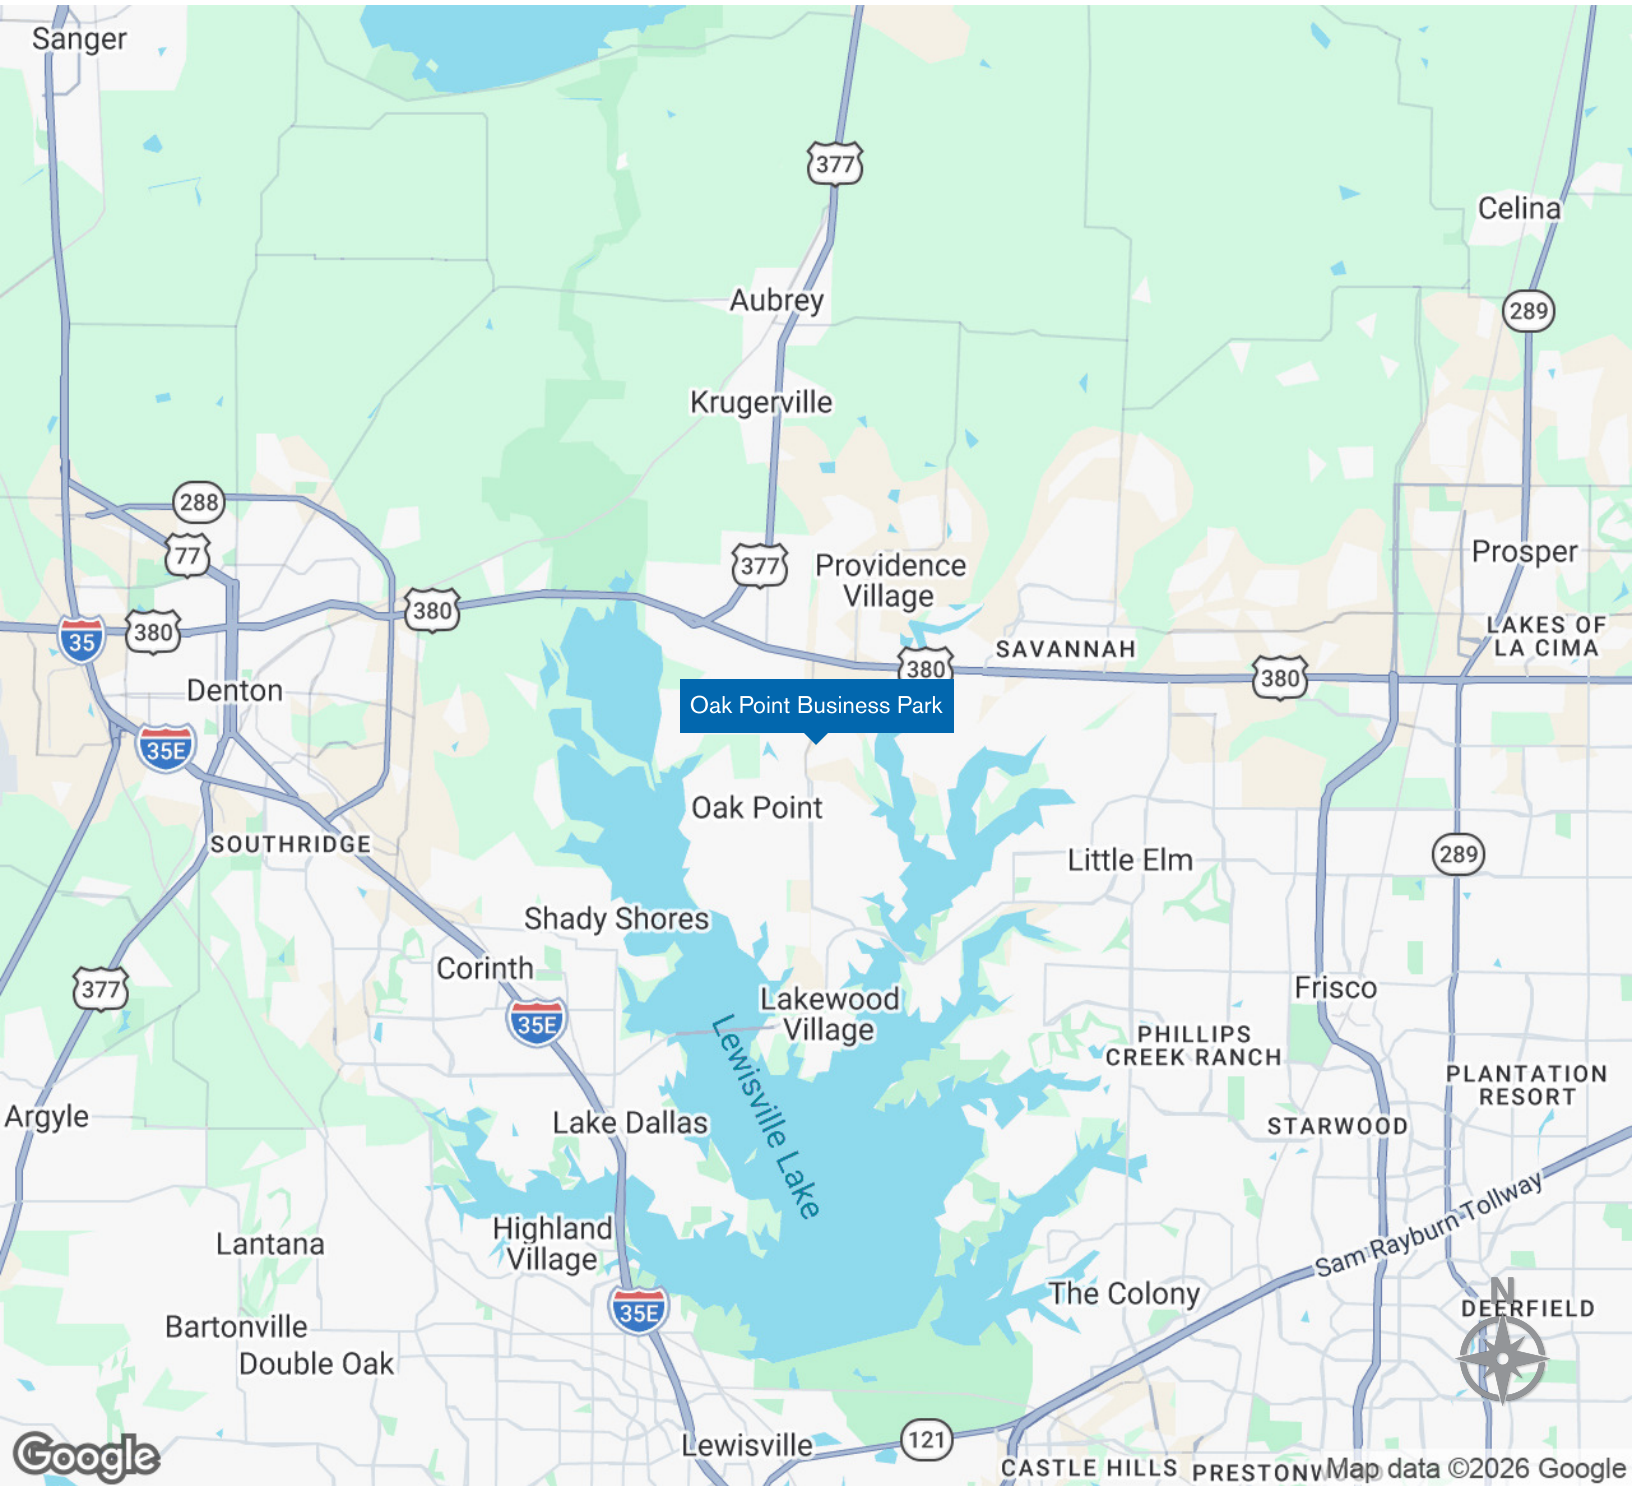 Sanger
377
Celina
Aubrey
289
Krugerville
288
77
377
Providence
Village
Prosper
380
35
380
LAKES OF
LA CIMA
SAVANNAH
380
380
Denton
Oak Point Business Park
35E
Oak Point
SOUTHRIDGE
289
Little Elm
Shady Shores
Corinth
377
Frisco
Lakewood
Village
35E
PHILLIPS
CREEK RANCH
Lewisville Lake
PLANTATION
RESORT
Argyle
Lake Dallas
STARWOOD
Highland
Village
Lantana
Sam Rayburn Tollway
The Colony
N
DEERFIELD
35E
Bartonville
Double Oak
Lewisville
121
Google
CASTLE HILLS
Map data ©2026 Google